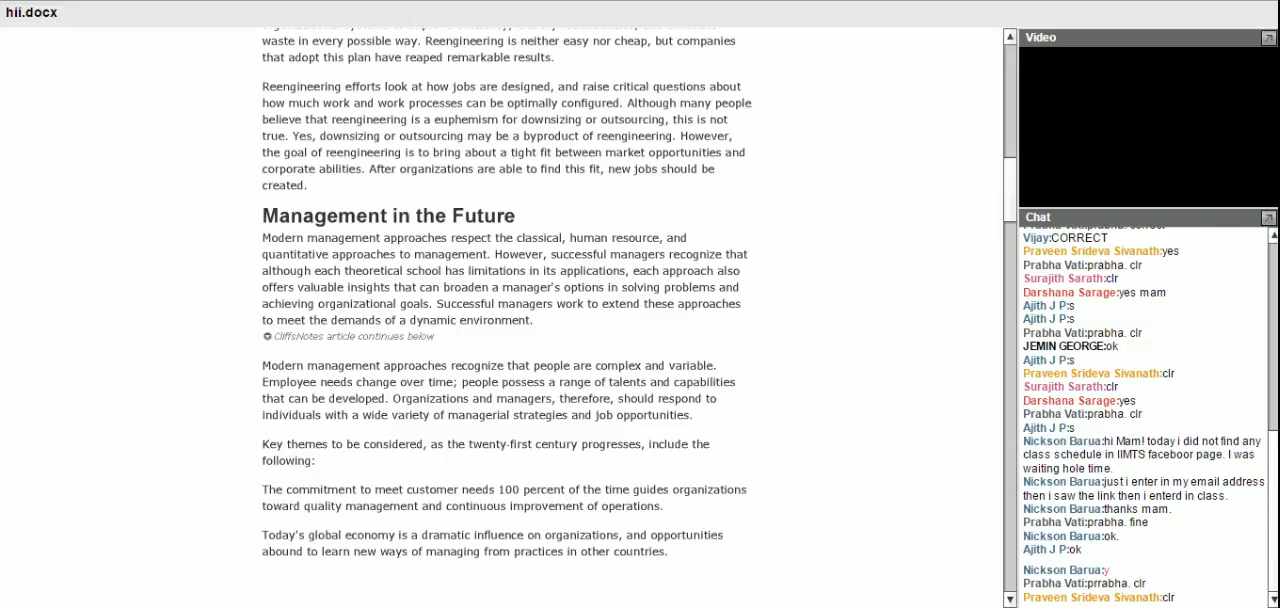 hii.docx
waste in every possible way. Reengineering is neither easy nor cheap, but companies
that adopt this plan have reaped remarkable results.
Reengineering efforts look at how jobs are designed, and raise critical questions about
how much work and work processes can be optimally configured. Although many people
believe that reengineering is a euphemism for downsizing or outsourcing, this is not
true. Yes, downsizing or outsourcing may be a byproduct of reengineering. However,
the goal of reengineering is to bring about a tight fit between market opportunities and
corporate abilities. After organizations are able to find this fit, new jobs should be
created.
Management in the Future
Modern management approaches respect the classical, human resource, and
quantitative approaches to management. However, successful managers recognize that
although each theoretical school has limitations in its applications, each approach also
offers valuable insights that can broaden a manager's options in solving problems and
achieving organizational goals. Successful managers work to extend these approaches
to meet the demands of a dynamic environment.
CliffsNotes article continues below
Modern management approaches recognize that people are complex and variable.
Employee needs change over time; people possess a range of talents and capabilities
that can be developed. Organizations and managers, therefore, should respond to
individuals with a wide variety of managerial strategies and job opportunities.
Key themes to be considered, as the twenty-first century progresses, include the
following:
The commitment to meet customer needs 100 percent of the time guides organizations
toward quality management and continuous improvement of operations.
Today's global economy is a dramatic influence on organizations, and opportunities
abound to learn new ways of managing from practices in other countries.
Video
Chat
Vijay:CORRECT
Praveen Srideva Sivanath:yes
Prabha Vati:prabha. clr
Surajith Sarath:clr
Darshana Sarage:yes mam
Ajith J P:s
Ajith J P:s
Prabha Vati:prabha. clr
JEMIN GEORGE:ok
Ajith J P:s
Praveen Srideva Sivanath:clr
Surajith Sarath:clr
Darshana Sarage:yes
Prabha Vati:prabha. clr
Ajith J P:s
Nickson Barua:hi Mam! today i did not find any
class schedule in IIMTS faceboor page. I was
waiting hole time.
Nickson Barua:just i enter in my email address
then i saw the link then i enterd in class.
Nickson Barua:thanks mam.
Prabha Vati:prabha. fine
Nickson Barua:ok.
Ajith J P:ok
Nickson Barua:y
Prabha Vati:prrabha. clr
Praveen Srideva Sivanath:clr